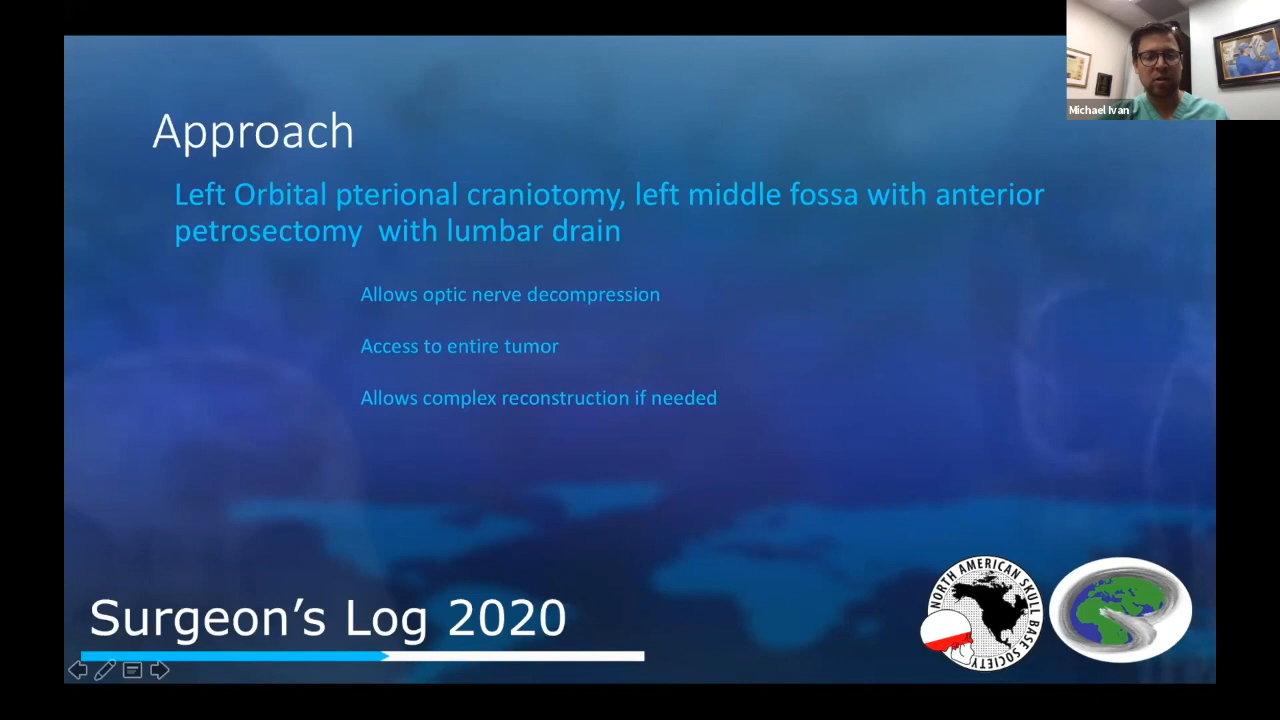 Michael Ivan
Approach
Left Orbital pterional craniotomy, left middle fossa with anterior
petrosectomy with lumbar drain
Allows optic nerve decompression
Access to entire tumor
Allows complex reconstruction if needed
Surgeon’s Log 2020
NORTH AMERICAN SKULL BASE SOCIETY